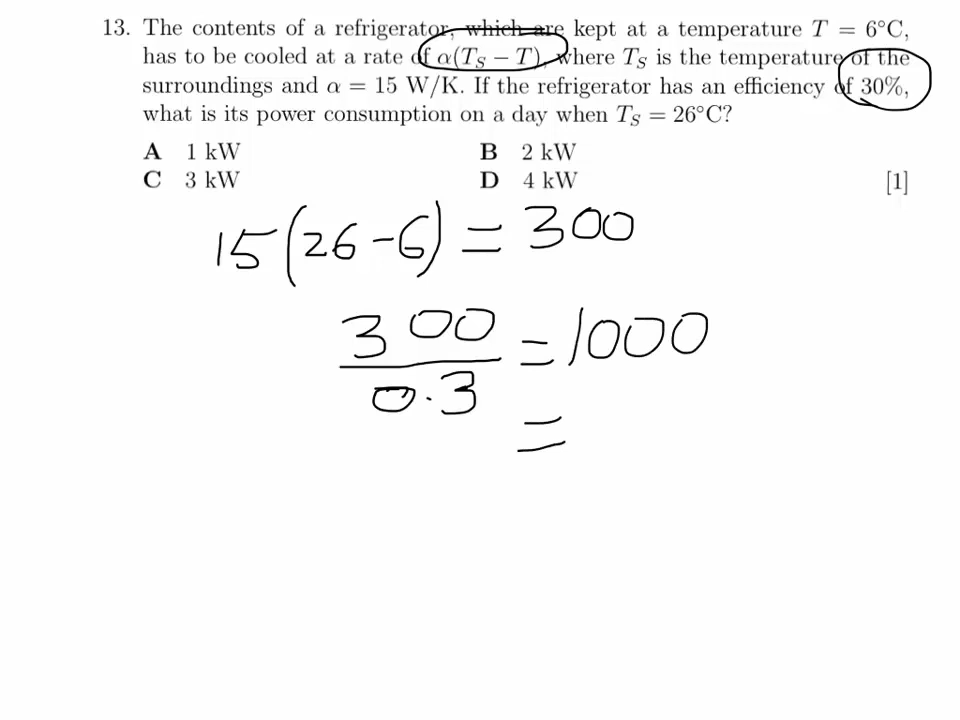 13. The contents of a refrigerator, which are kept at a temperature T = 6°C,
has to be cooled at a rate of α(T_S − T), where T_S is the temperature of the
surroundings and α = 15 W/K. If the refrigerator has an efficiency of 30%,
what is its power consumption on a day when T_S = 26°C?
A 1 kW B 2 kW
C 3 kW D 4 kW [1]
15(26-6) = 300
300/0.3 = 1000
=